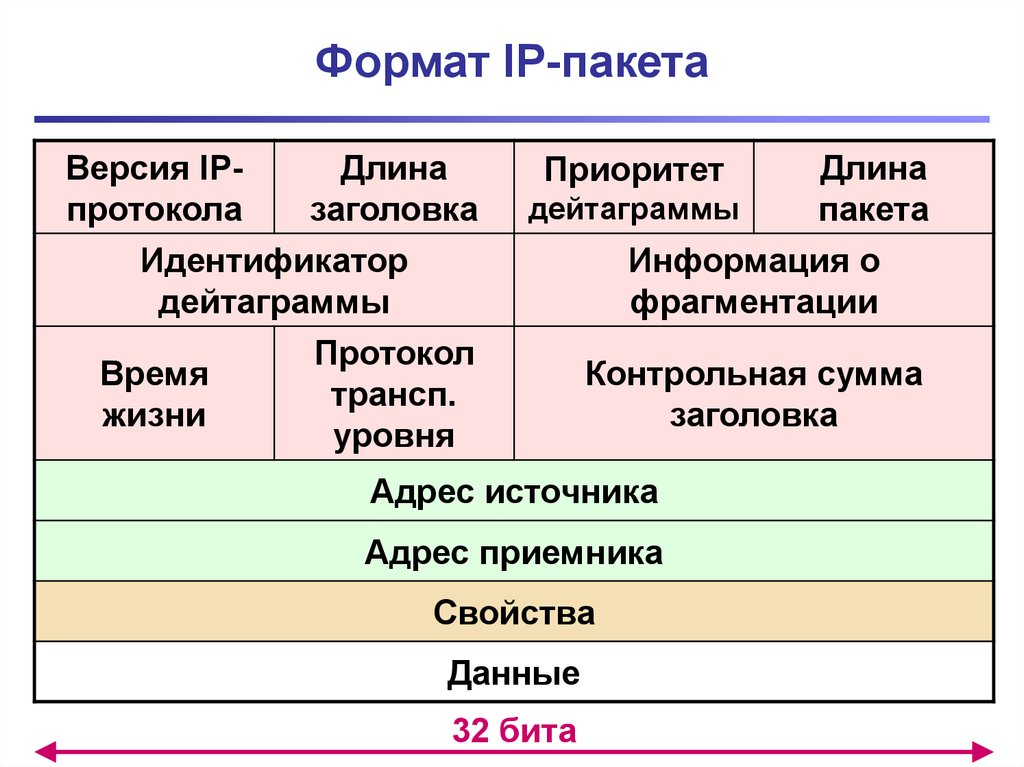 Формат IP-пакета
Версия IP-
протокола
Длина
заголовка
Приоритет
дейтаграммы
Длина
пакета
Идентификатор
дейтаграммы
Информация о
фрагментации
Время
жизни
Протокол
трансп.
уровня
Контрольная сумма
заголовка
Адрес источника
Адрес приемника
Свойства
Данные
32 бита